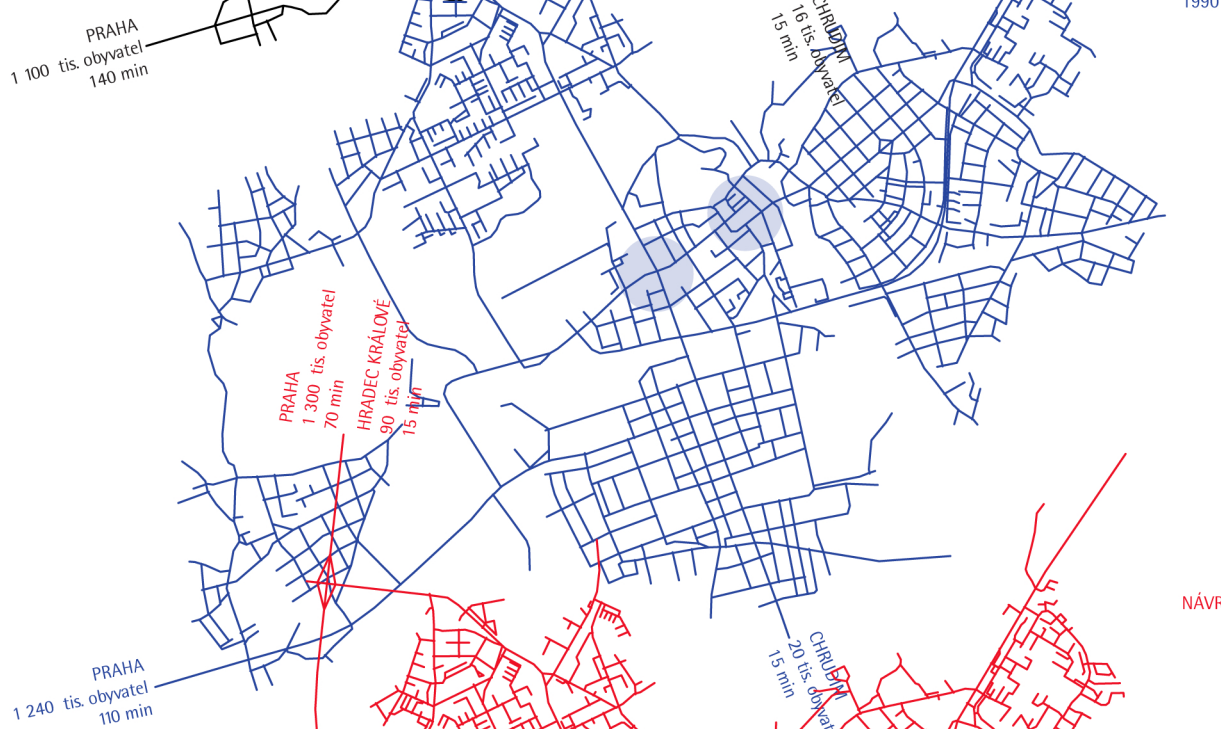 1990
PRAHA
1 100 tis. obyvatel
140 min
CHRUDIM
16 tis. obyvatel
15 min
PRAHA
1 300 tis. obyvatel
70 min
HRADEC KRÁLOVÉ
90 tis. obyvatel
15 min
NÁVR
PRAHA
1 240 tis. obyvatel
110 min
CHRUDIM
20 tis. obyvat
15 min